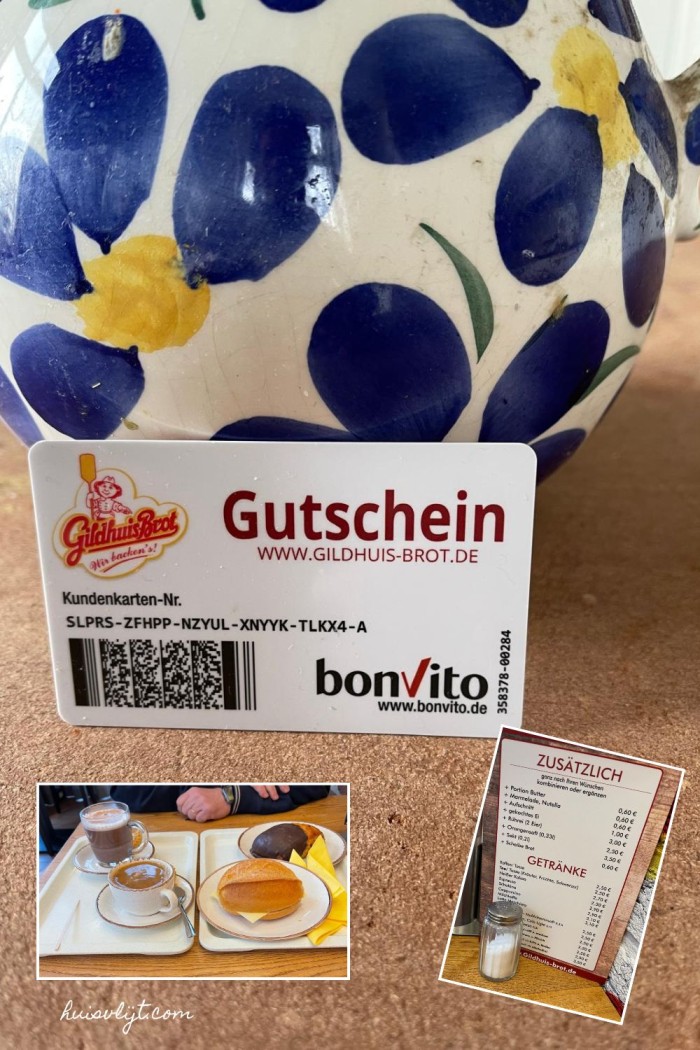 GildhuisBrot
Wir backen's!
Gutschein
WWW.GILDHUIS-BROT.DE
Kundenkarten-Nr.
SLPRS-ZFHPP-NZYUL-XNYYK-TLKX4-A
bonVito
www.bonvito.de
358378-00284
ZUSÄTZLICH
ganz nach Ihren Wünschen
kombinieren oder ergänzen
+ Portion Butter 0,60 €
+ Marmelade, Nutella 0,60 €
+ Aufschnitt 0,60 €
+ gekochtes Ei 1,00 €
+ Rührei (2 Eier) 3,00 €
+ Orangensaft (0,2l) 2,50 €
+ Sekt (0,2l) 3,50 €
+ Scheibe Brot 0,60 €
GETRÄNKE
www.Gildhuis-brot.de
huisvlijt.com